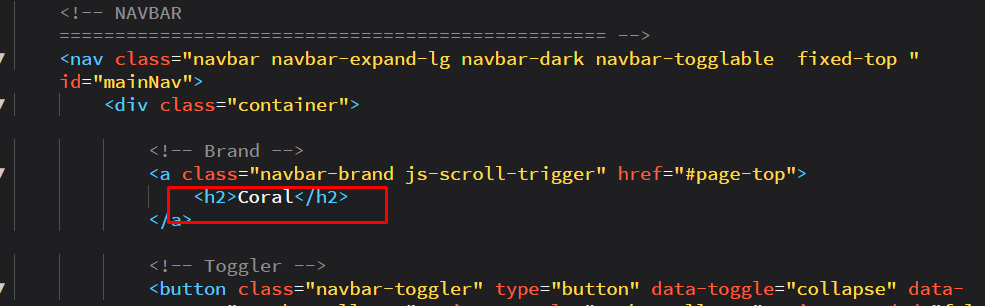 <!-- NAVBAR
================================================== -->
<nav class="navbar navbar-expand-lg navbar-dark navbar-togglable  fixed-top "
id="mainNav">
<div class="container">
<!-- Brand -->
<a class="navbar-brand js-scroll-trigger" href="#page-top">
<h2>Coral</h2>
</a>
<!-- Toggler -->
<button class="navbar-toggler" type="button" data-toggle="collapse" data-